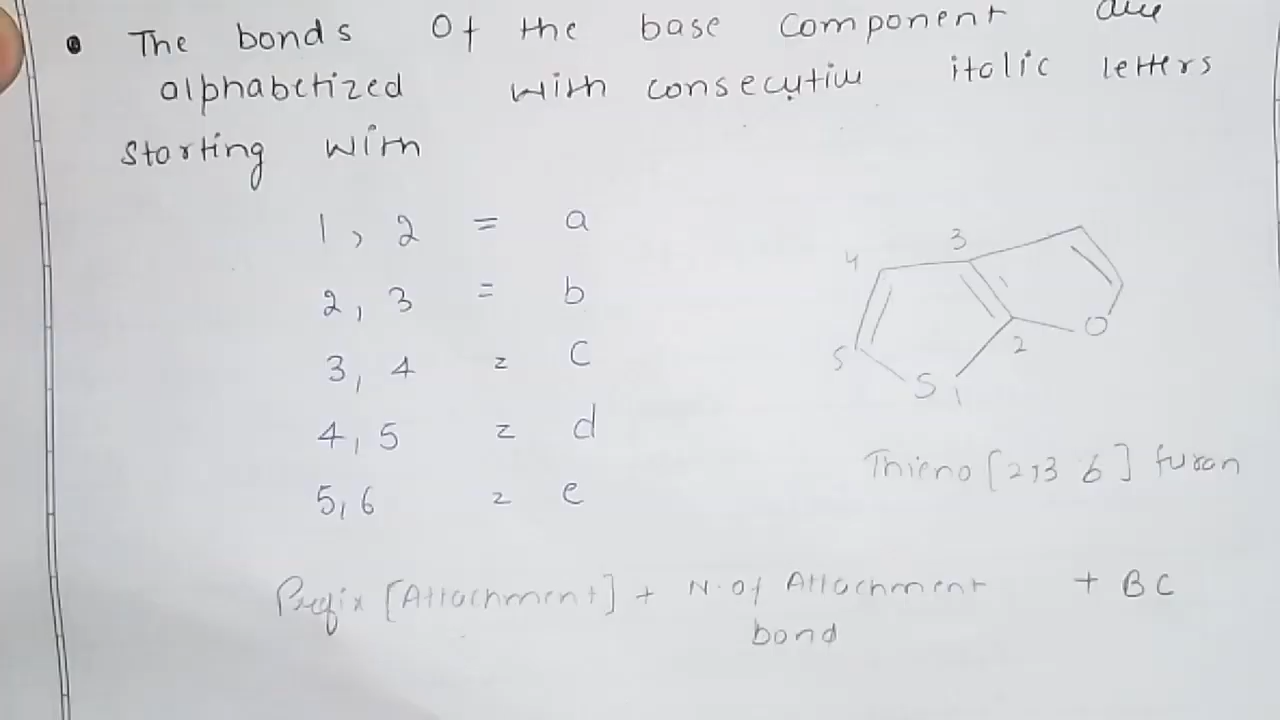 • The bonds Of the base component are
alphabetized with consecutive italic letters
starting with
1, 2 = a
2, 3 = b
3, 4 = C
4, 5 = d
5, 6 = e
3
4
5
S 1
2
O
Thieno [2,3 b] furan
Prefix [Attachment] + N. Of Attachment + BC
bond